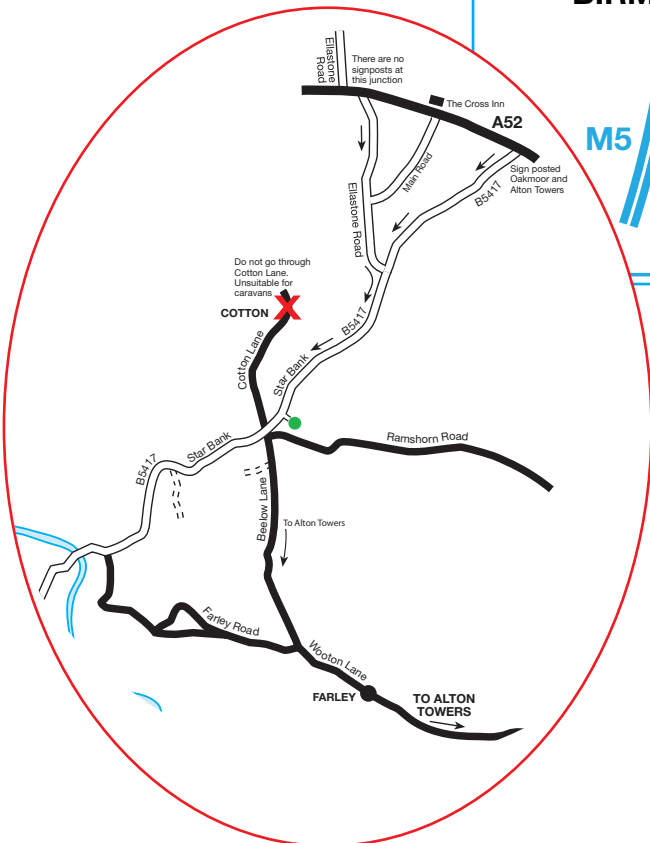 Ellastone
Road
There are no
signposts at
this junction
The Cross Inn
A52
M5
Sign posted
Oakmoor and
Alton Towers
Main Road
B5417
Ellastone Road
Do not go through
Cotton Lane.
Unsuitable for
caravans
COTTON
B5417
Cotton Lane
Star Bank
Ramshorn Road
Star Bank
B5417
Beelow Lane
To Alton Towers
Farley Road
Wooton Lane
FARLEY
TO ALTON
TOWERS